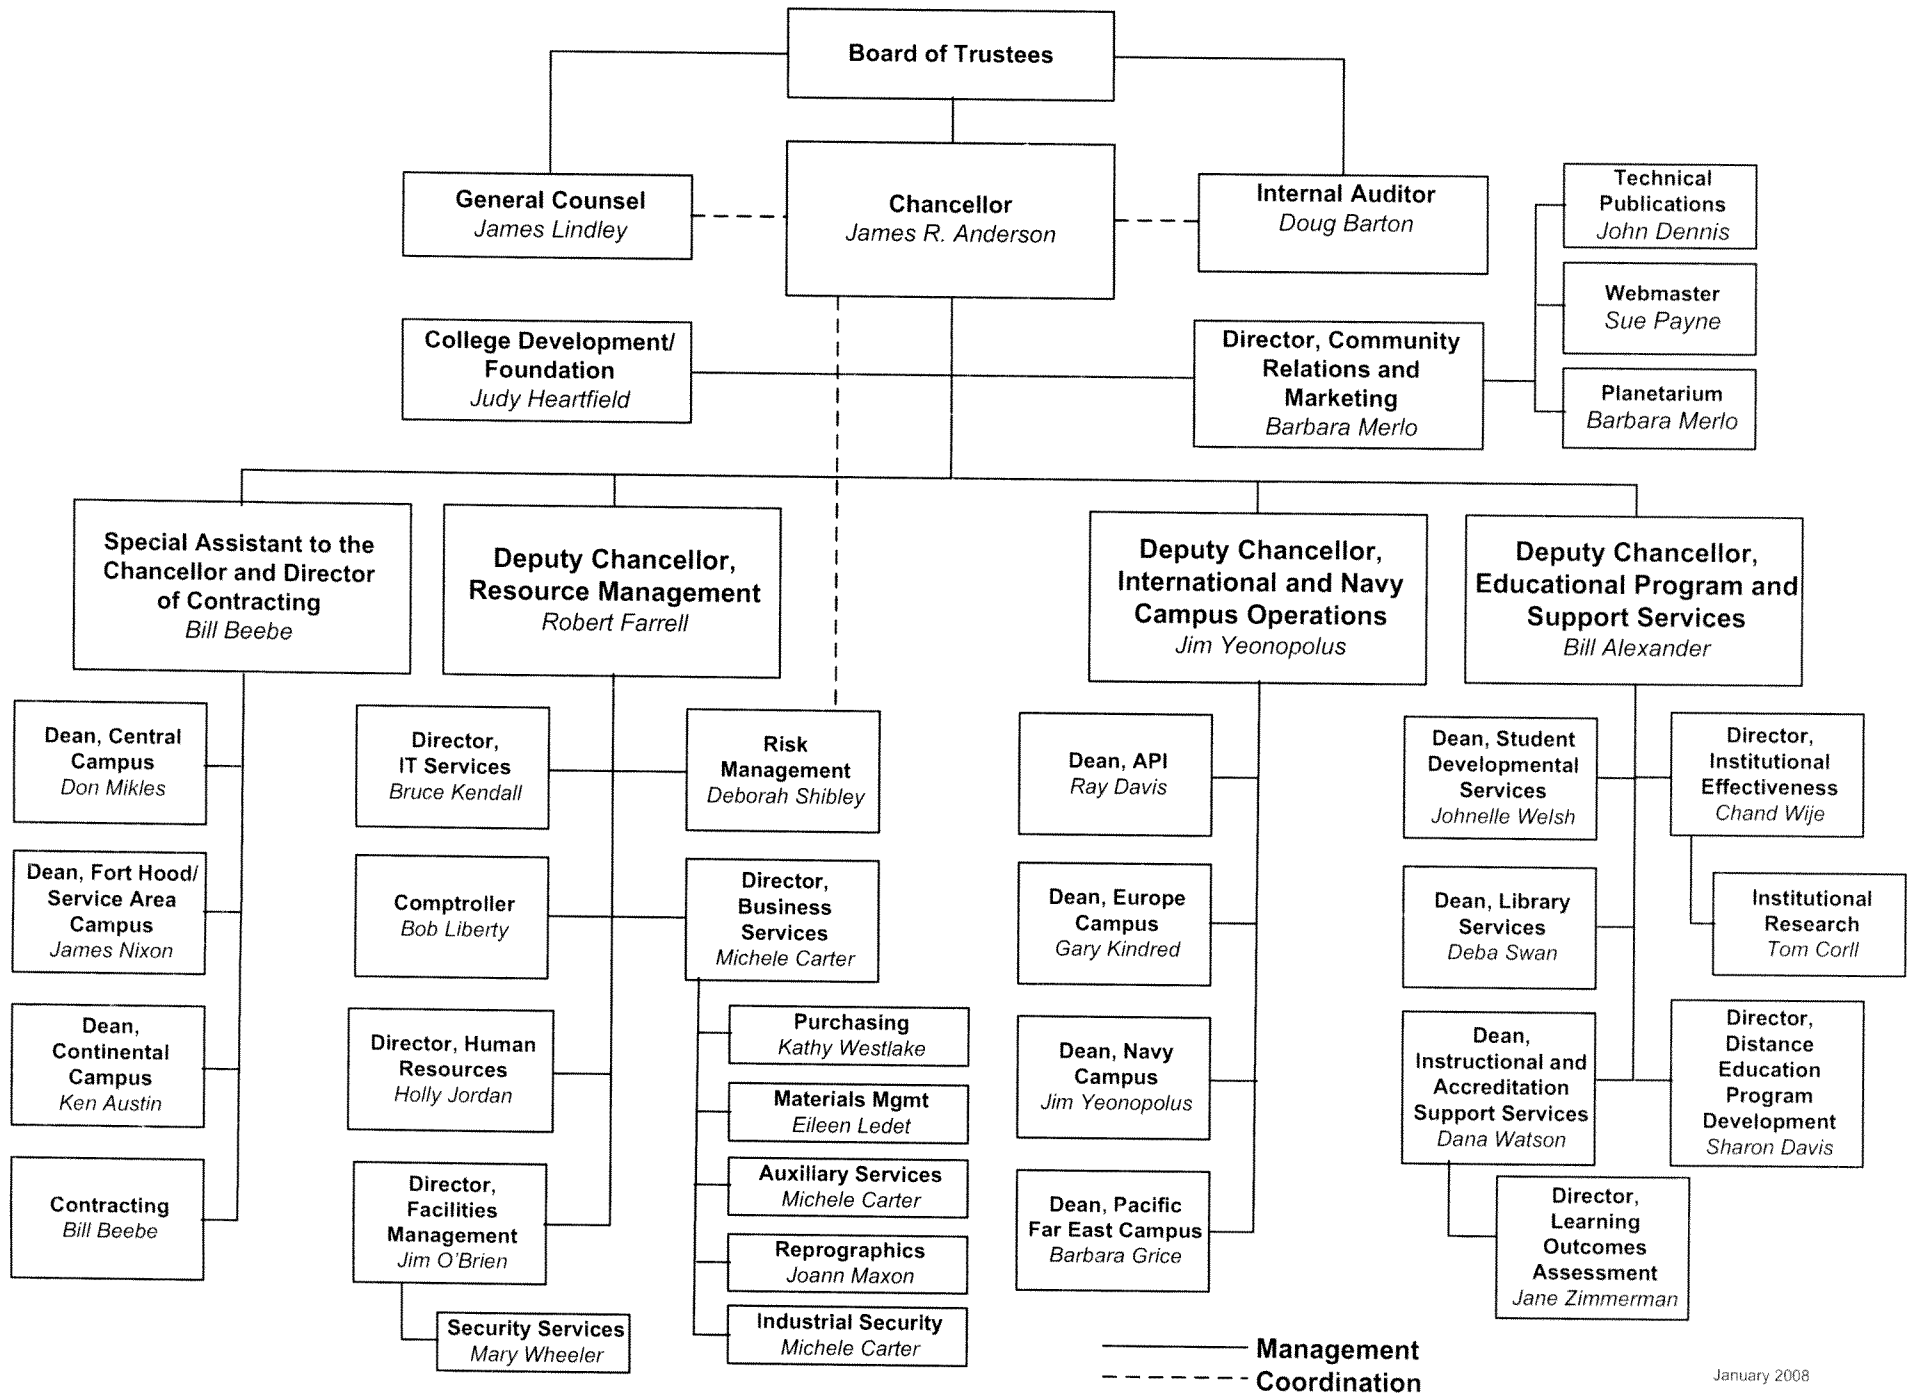 Board of Trustees
General Counsel
James Lindley
Chancellor
James R. Anderson
Internal Auditor
Doug Barton
Technical
Publications
John Dennis
Webmaster
Sue Payne
Planetarium
Barbara Merlo
College Development/
Foundation
Judy Heartfield
Director, Community
Relations and
Marketing
Barbara Merlo
Special Assistant to the
Chancellor and Director
of Contracting
Bill Beebe
Deputy Chancellor,
Resource Management
Robert Farrell
Deputy Chancellor,
International and Navy
Campus Operations
Jim Yeonopolus
Deputy Chancellor,
Educational Program and
Support Services
Bill Alexander
Dean, Central
Campus
Don Mikles
Dean, Fort Hood/
Service Area
Campus
James Nixon
Dean,
Continental
Campus
Ken Austin
Contracting
Bill Beebe
Director,
IT Services
Bruce Kendall
Comptroller
Bob Liberty
Director, Human
Resources
Holly Jordan
Director,
Facilities
Management
Jim O'Brien
Security Services
Mary Wheeler
Risk
Management
Deborah Shibley
Director,
Business
Services
Michele Carter
Purchasing
Kathy Westlake
Materials Mgmt
Eileen Ledet
Auxiliary Services
Michele Carter
Reprographics
Joann Maxon
Industrial Security
Michele Carter
Dean, API
Ray Davis
Dean, Europe
Campus
Gary Kindred
Dean, Navy
Campus
Jim Yeonopolus
Dean, Pacific
Far East Campus
Barbara Grice
Dean, Student
Developmental
Services
Johnelle Welsh
Dean, Library
Services
Deba Swan
Dean,
Instructional and
Accreditation
Support Services
Dana Watson
Director,
Learning
Outcomes
Assessment
Jane Zimmerman
Director,
Institutional
Effectiveness
Chand Wije
Institutional
Research
Tom Corll
Director,
Distance
Education
Program
Development
Sharon Davis
Management
Coordination
January 2008